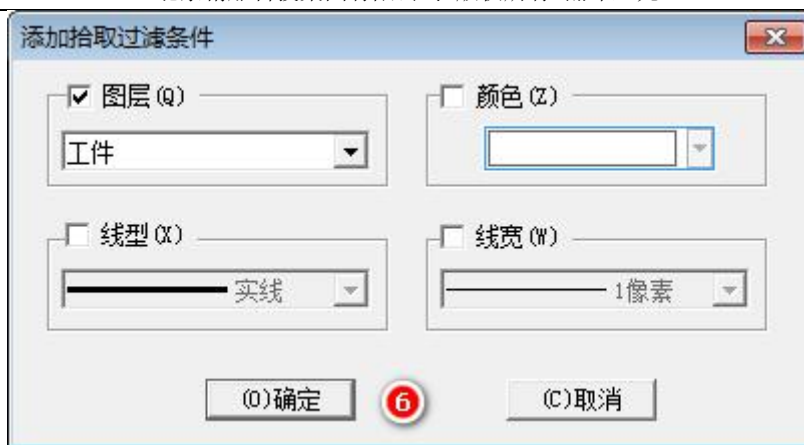 添加拾取过滤条件
图层(Q)
颜色(Z)
工件
线型(X)
线宽(W)
实线
1像素
(O)确定
6
(C)取消